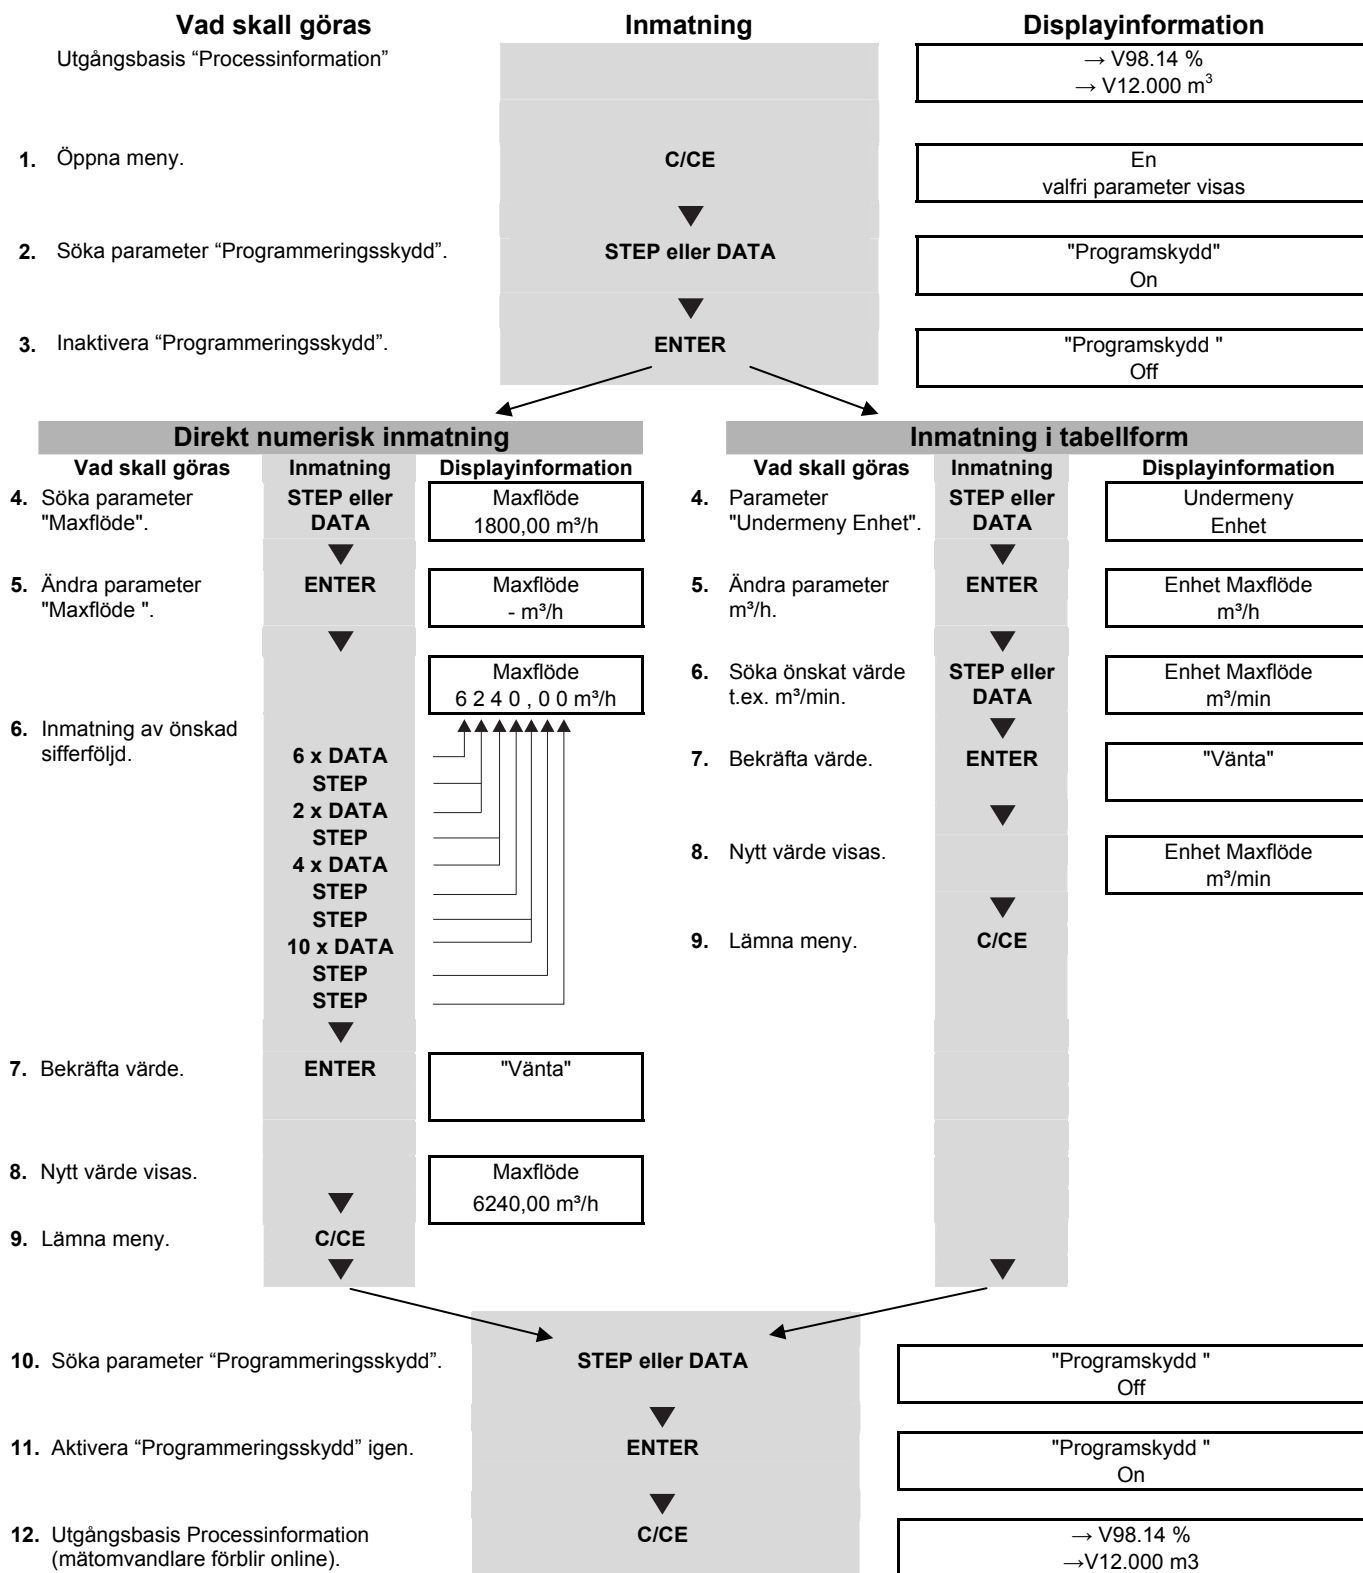 Vad skall göras Inmatning Displayinformation
Utgångsbasis “Processinformation”
→ V98.14 %
→ V12.000 m³
1. Öppna meny. C/CE
En
valfri parameter visas
2. Söka parameter “Programmeringsskydd”. STEP eller DATA
"Programskydd"
On
3. Inaktivera “Programmeringsskydd”. ENTER
"Programskydd "
Off
Direkt numerisk inmatning
Vad skall göras Inmatning Displayinformation
4. Söka parameter
"Maxflöde".
STEP eller
DATA
Maxflöde
1800,00 m³/h
5. Ändra parameter
"Maxflöde ".
ENTER
Maxflöde
- m³/h
Maxflöde
6 2 4 0 , 0 0 m³/h
6. Inmatning av önskad
sifferföljd.
6 x DATA
STEP
2 x DATA
STEP
4 x DATA
STEP
STEP
10 x DATA
STEP
STEP
7. Bekräfta värde. ENTER "Vänta"
8. Nytt värde visas.
Maxflöde
6240,00 m³/h
9. Lämna meny. C/CE
Inmatning i tabellform
Vad skall göras Inmatning Displayinformation
4. Parameter
"Undermeny Enhet".
STEP eller
DATA
Undermeny
Enhet
5. Ändra parameter
m³/h.
ENTER
Enhet Maxflöde
m³/h
6. Söka önskat värde
t.ex. m³/min.
STEP eller
DATA
Enhet Maxflöde
m³/min
7. Bekräfta värde. ENTER "Vänta"
8. Nytt värde visas.
Enhet Maxflöde
m³/min
9. Lämna meny. C/CE
10. Söka parameter “Programmeringsskydd”. STEP eller DATA
"Programskydd "
Off
11. Aktivera “Programmeringsskydd” igen. ENTER
"Programskydd "
On
12. Utgångsbasis Processinformation
(mätomvandlare förblir online).
C/CE
→ V98.14 %
→V12.000 m3